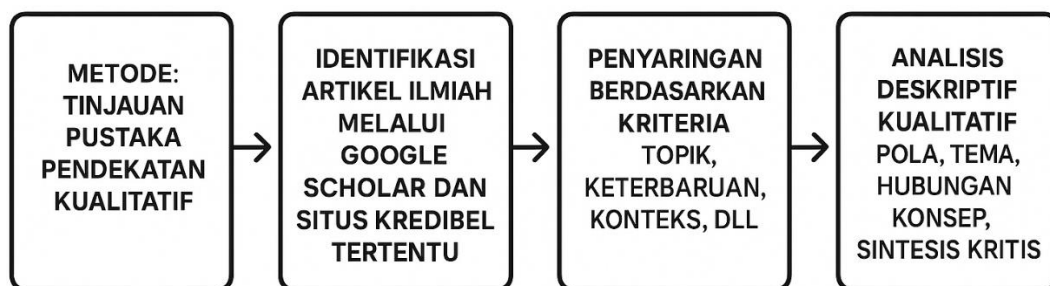 METODE:
TINJAUAN
PUSTAKA
PENDEKATAN
KUALITATIF
IDENTIFIKASI
ARTIKEL ILMIAH
MELALUI
GOOGLE
SCHOLAR DAN
SITUS KREDIBEL
TERTENTU
PENYARINGAN
BERDASARKAN
KRITERIA
TOPIK,
KETERBARUAN,
KONTEKS, DLL
ANALISIS
DESKRIPTIF
KUALITATIF
POLA, TEMA,
HUBUNGAN
KONSEP,
SINTESIS KRITIS